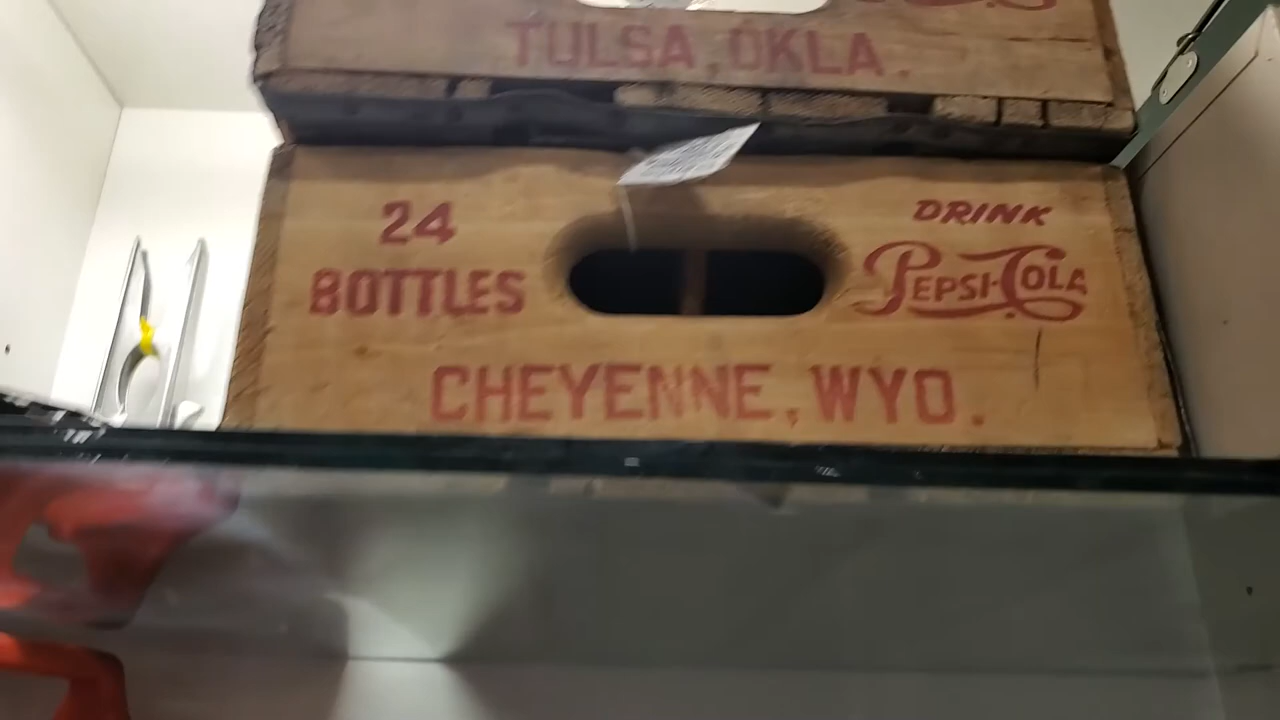 TULSA, OKLA.
24
BOTTLES
DRINK
PEPSI-COLA
CHEYENNE, WYO.